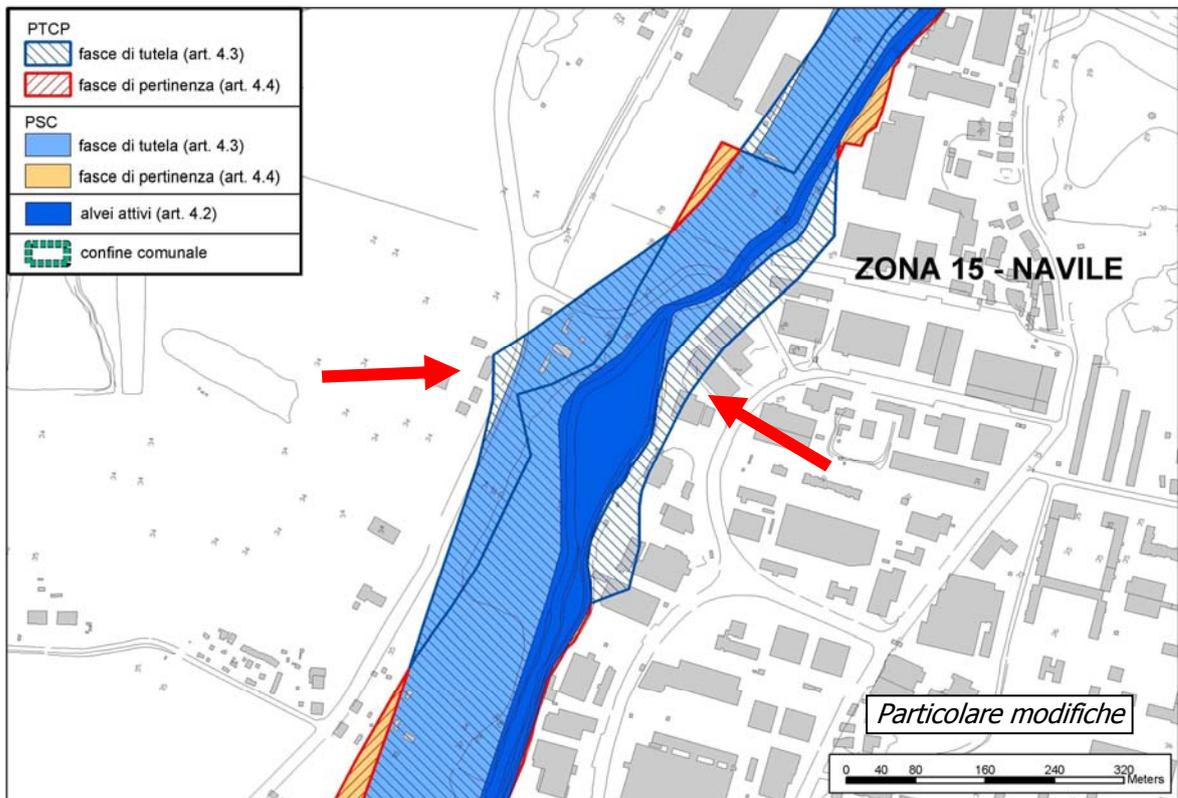 PTCP
fasce di tutela (art. 4.3)
fasce di pertinenza (art. 4.4)
PSC
fasce di tutela (art. 4.3)
fasce di pertinenza (art. 4.4)
alvei attivi (art. 4.2)
confine comunale
ZONA 15 - NAVILE
Particolare modifiche
0 40 80 160 240 320
Meters